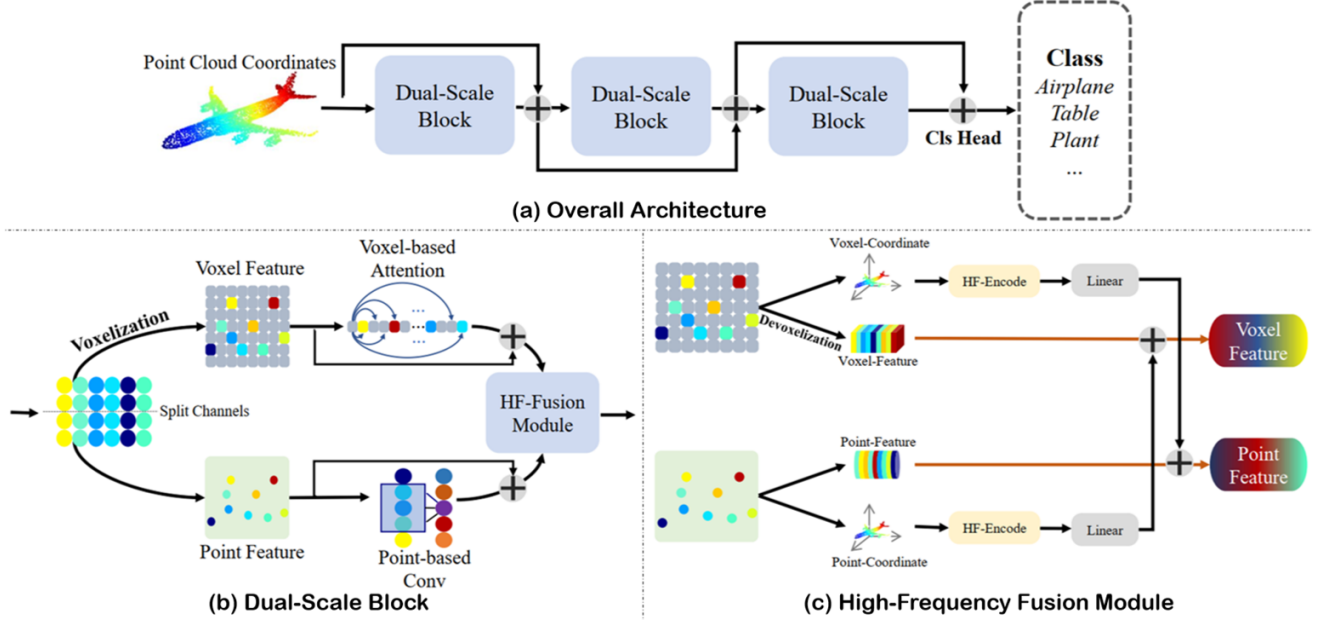 Point Cloud Coordinates
Dual-Scale
Block
Dual-Scale
Block
Dual-Scale
Block
Cls Head
Class
Airplane
Table
Plant
...
(a) Overall Architecture
Voxelization
Voxel Feature
Voxel-based
Attention
...
...
...
Split Channels
HF-Fusion
Module
Point Feature
Point-based
Conv
(b) Dual-Scale Block
Voxel-Coordinate
HF-Encode
Linear
Devoxelization
Voxel-Feature
Voxel
Feature
Point-Feature
Point
Feature
HF-Encode
Linear
Point-Coordinate
(c) High-Frequency Fusion Module